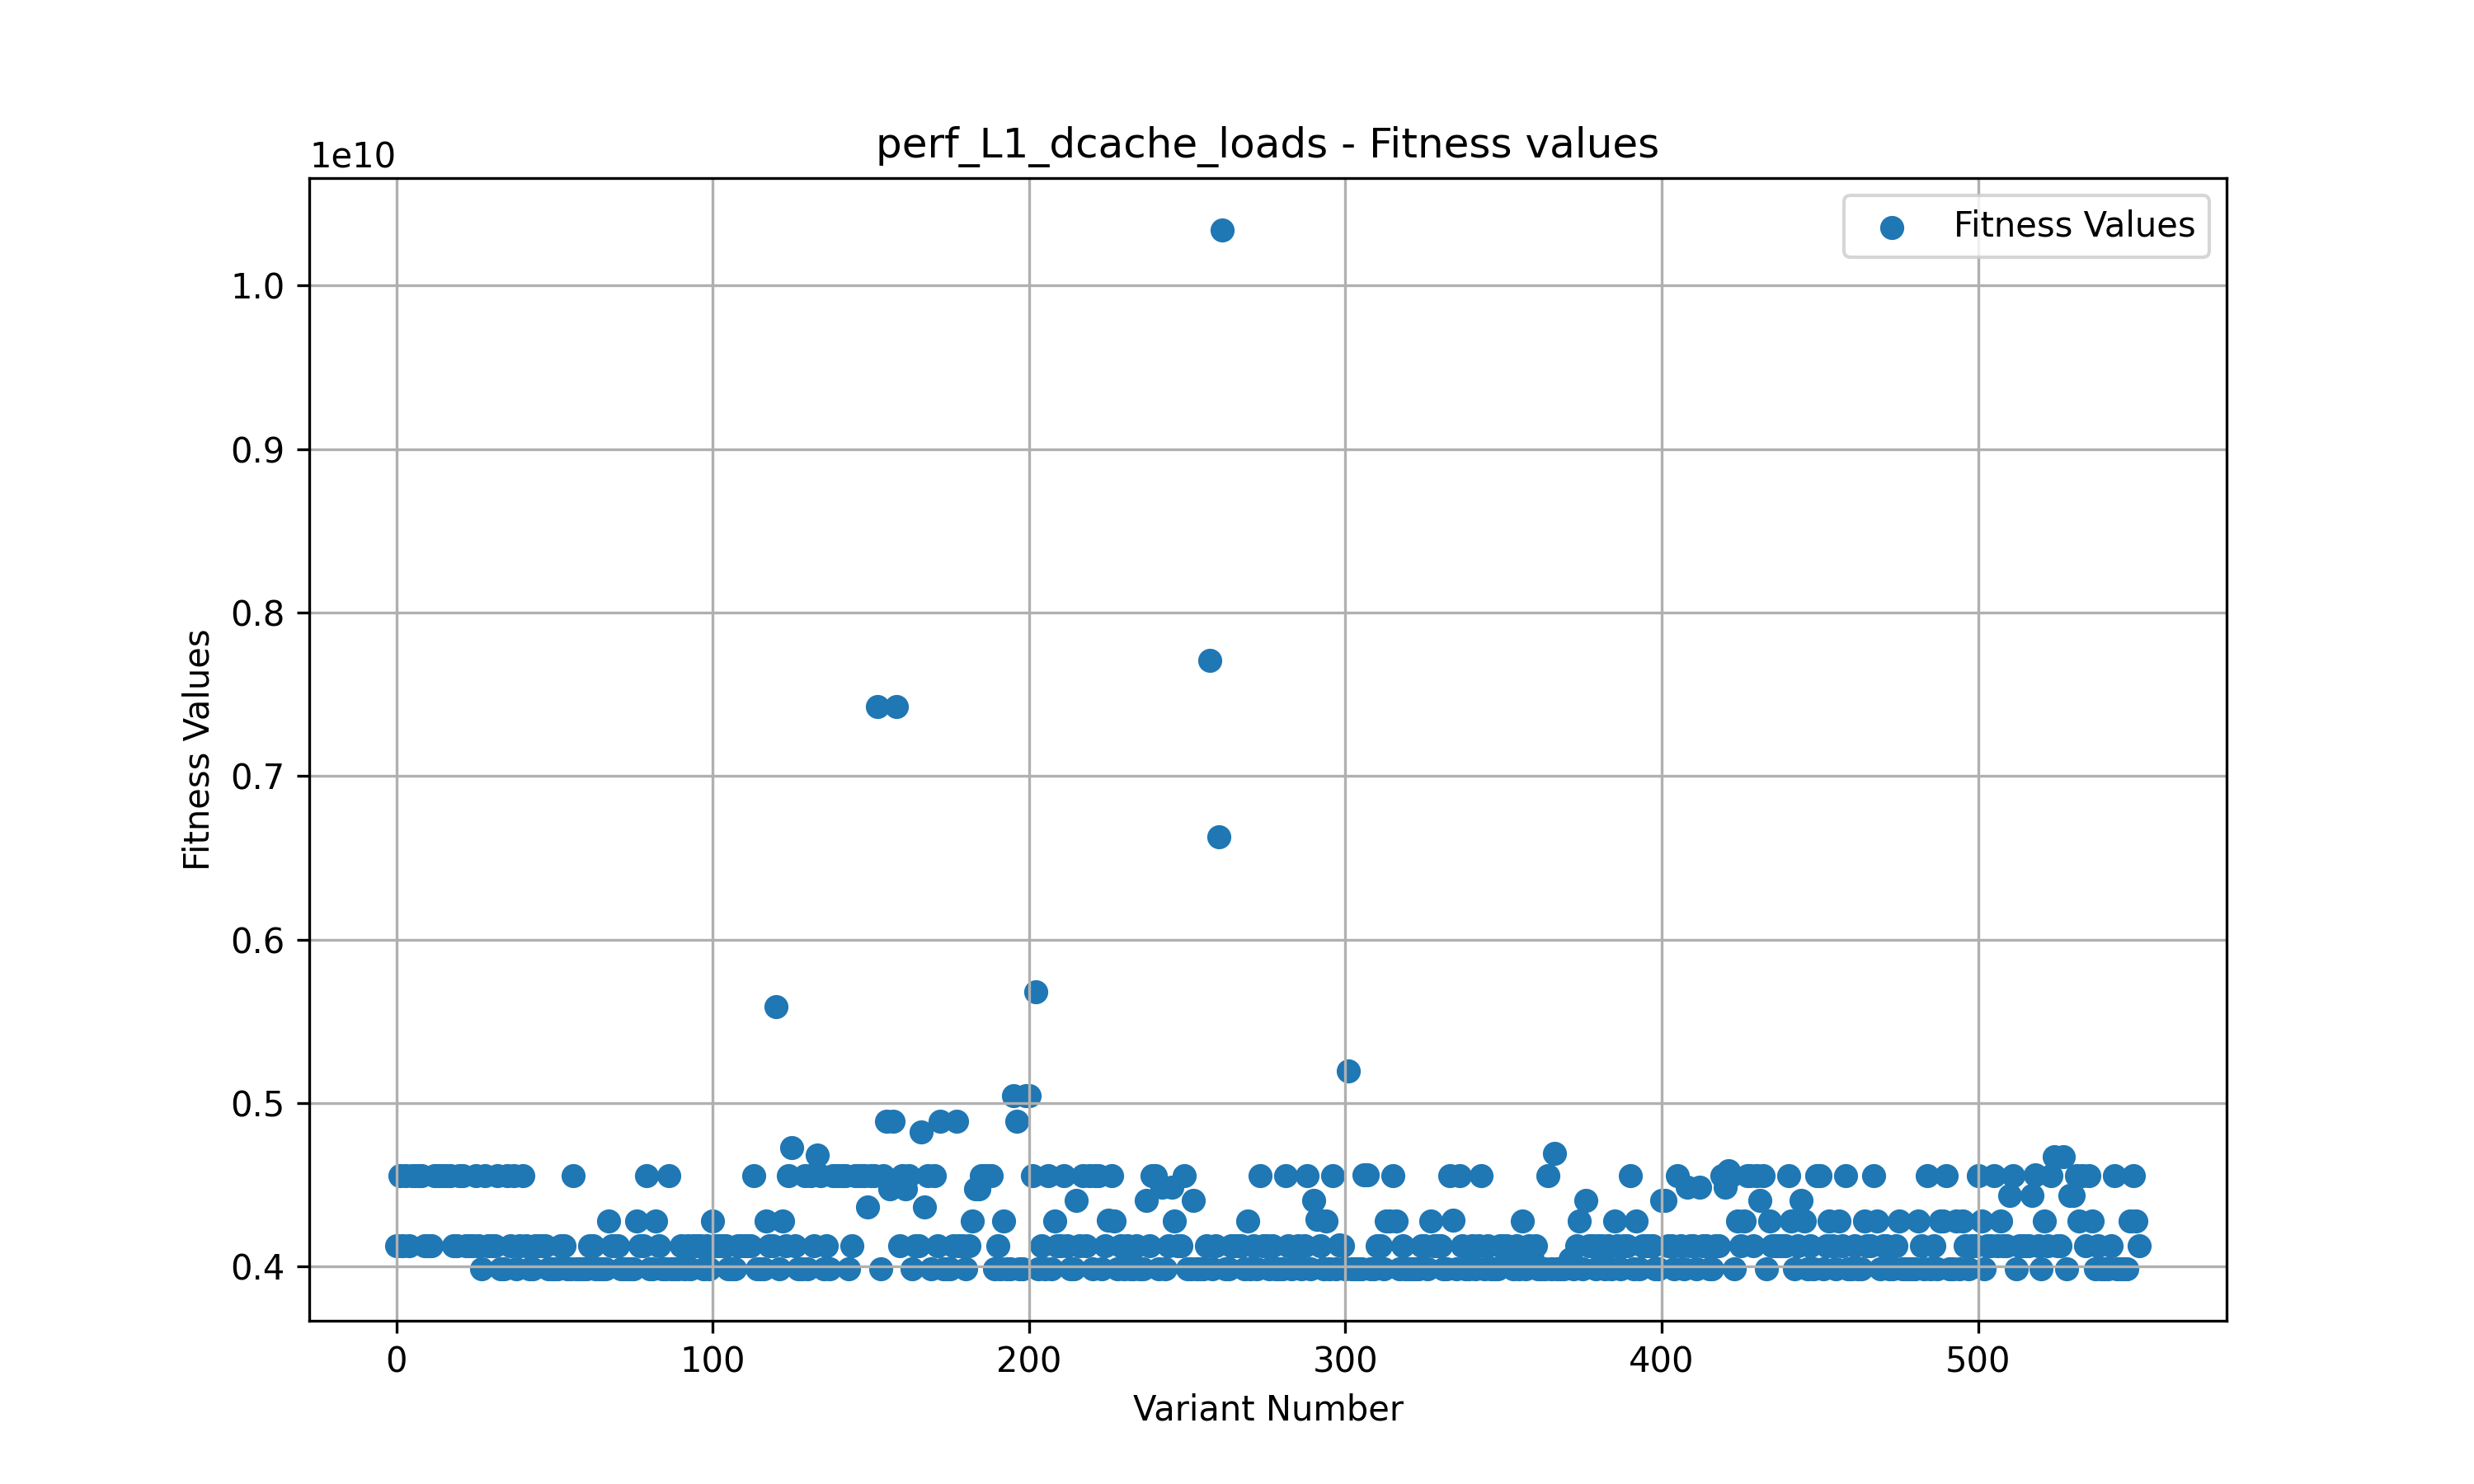 perf_L1_dcache_loads - Fitness values
1e10
Fitness Values
1.0
0.9
0.8
0.7
0.6
0.5
0.4
Fitness Values
0 100 200 300 400 500
Variant Number